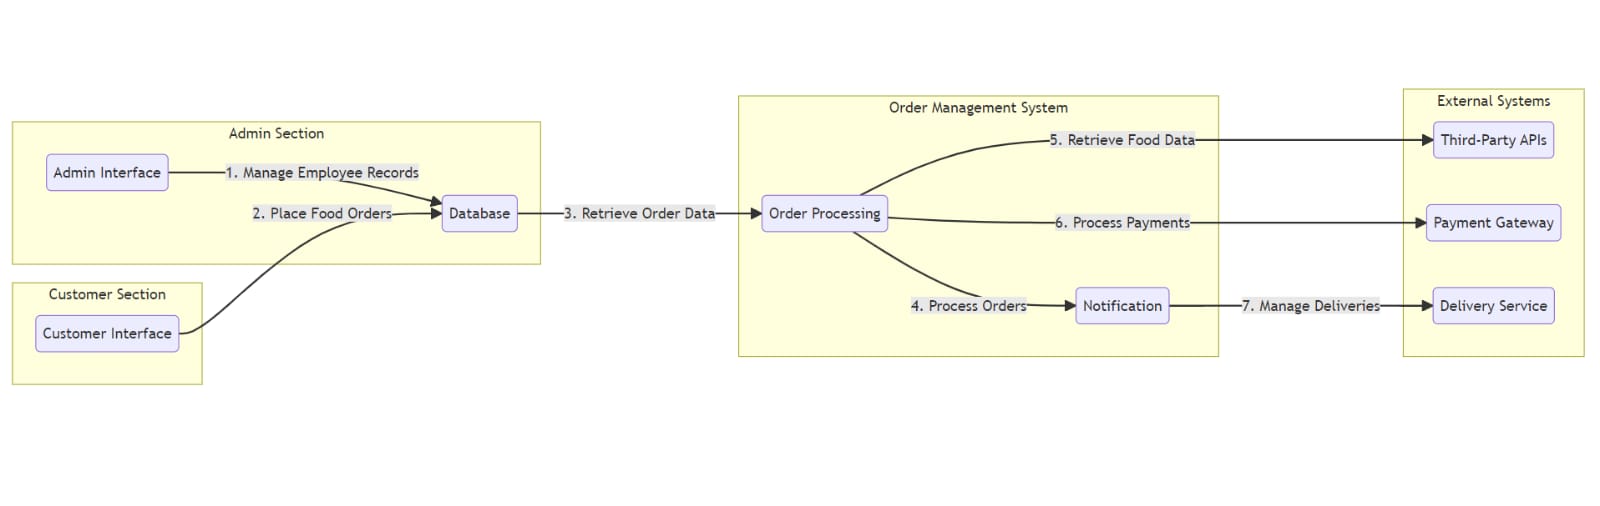 Admin Section
Admin Interface
1. Manage Employee Records
2. Place Food Orders
Database
Customer Section
Customer Interface
3. Retrieve Order Data
Order Management System
Order Processing
5. Retrieve Food Data
6. Process Payments
4. Process Orders
Notification
7. Manage Deliveries
External Systems
Third-Party APIs
Payment Gateway
Delivery Service